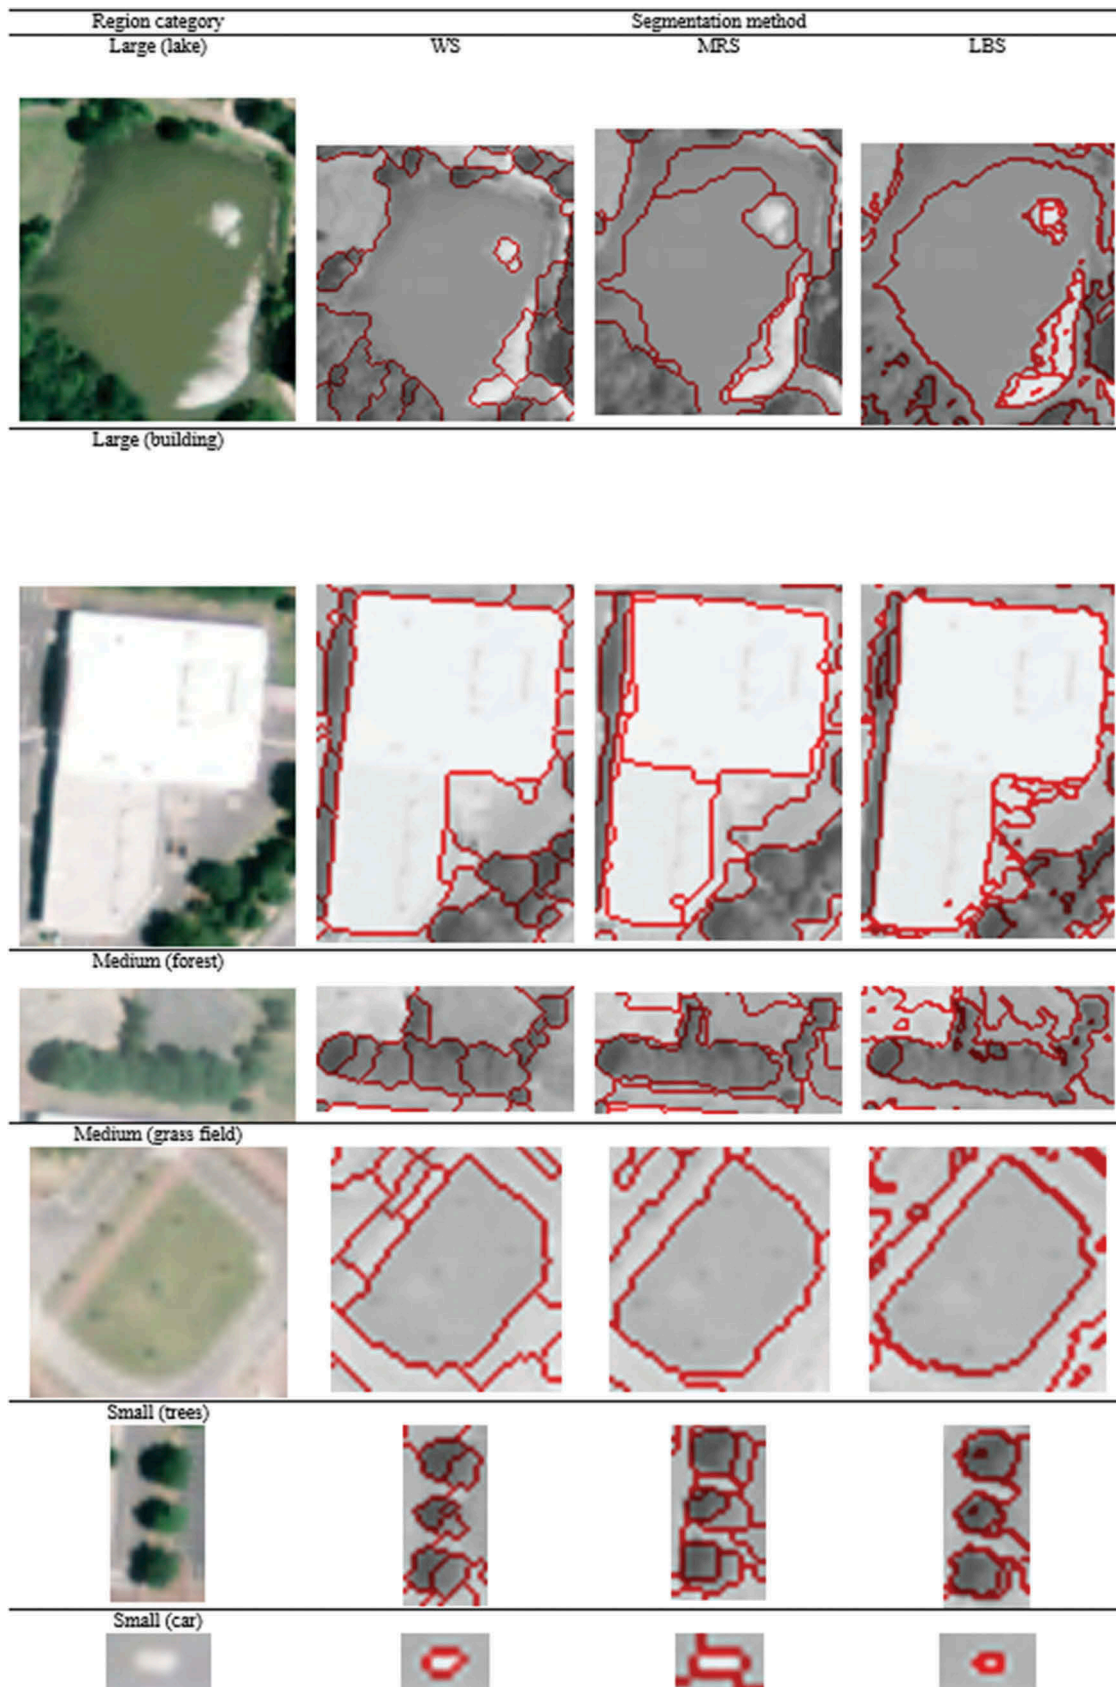 Region category Segmentation method
Large (lake) WS MRS LBS
Large (building)
Medium (forest)
Medium (grass field)
Small (trees)
Small (car)